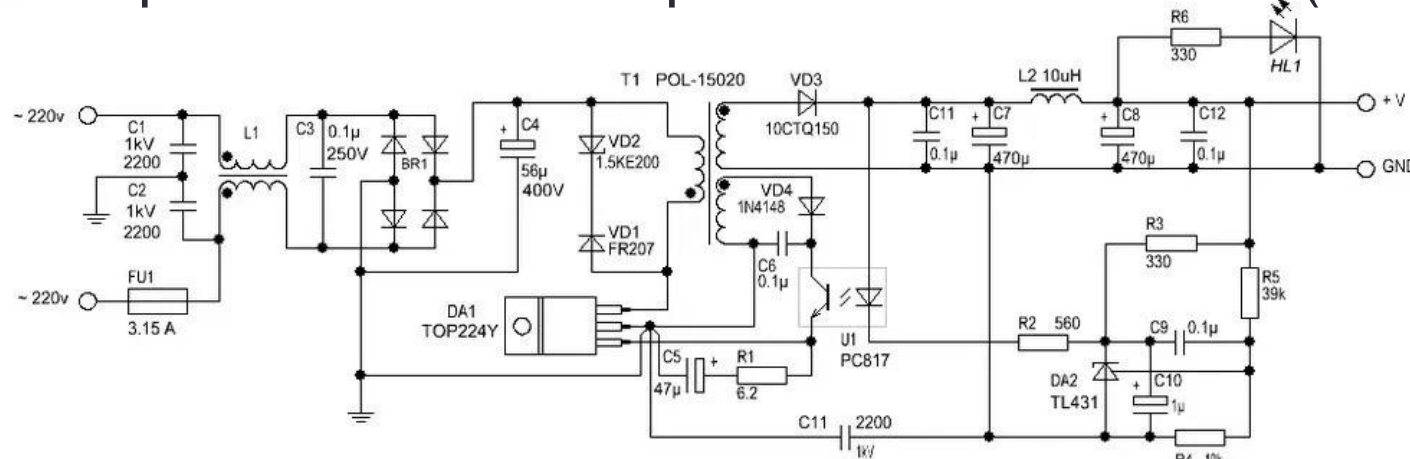 ~ 220v
C1
1kV
2200
C2
1kV
2200
~ 220v
FU1
3.15 A
L1
C3
0.1µ
250V
BR1
+
C4
56µ
400V
VD2
1.5KE200
VD1
FR207
T1 POL-15020
VD3
10CTQ150
VD4
1N4148
C6
0.1µ
DA1
TOP224Y
C5
+
47µ
R1
6.2
U1
PC817
C11
2200
1kV
C11
0.1µ
+
C7
470µ
L2 10uH
+
C8
470µ
C12
0.1µ
R6
330
HL1
+ V
GND
R3
330
R5
39k
R2 560
C9
0.1µ
DA2
TL431
+
C10
1µ